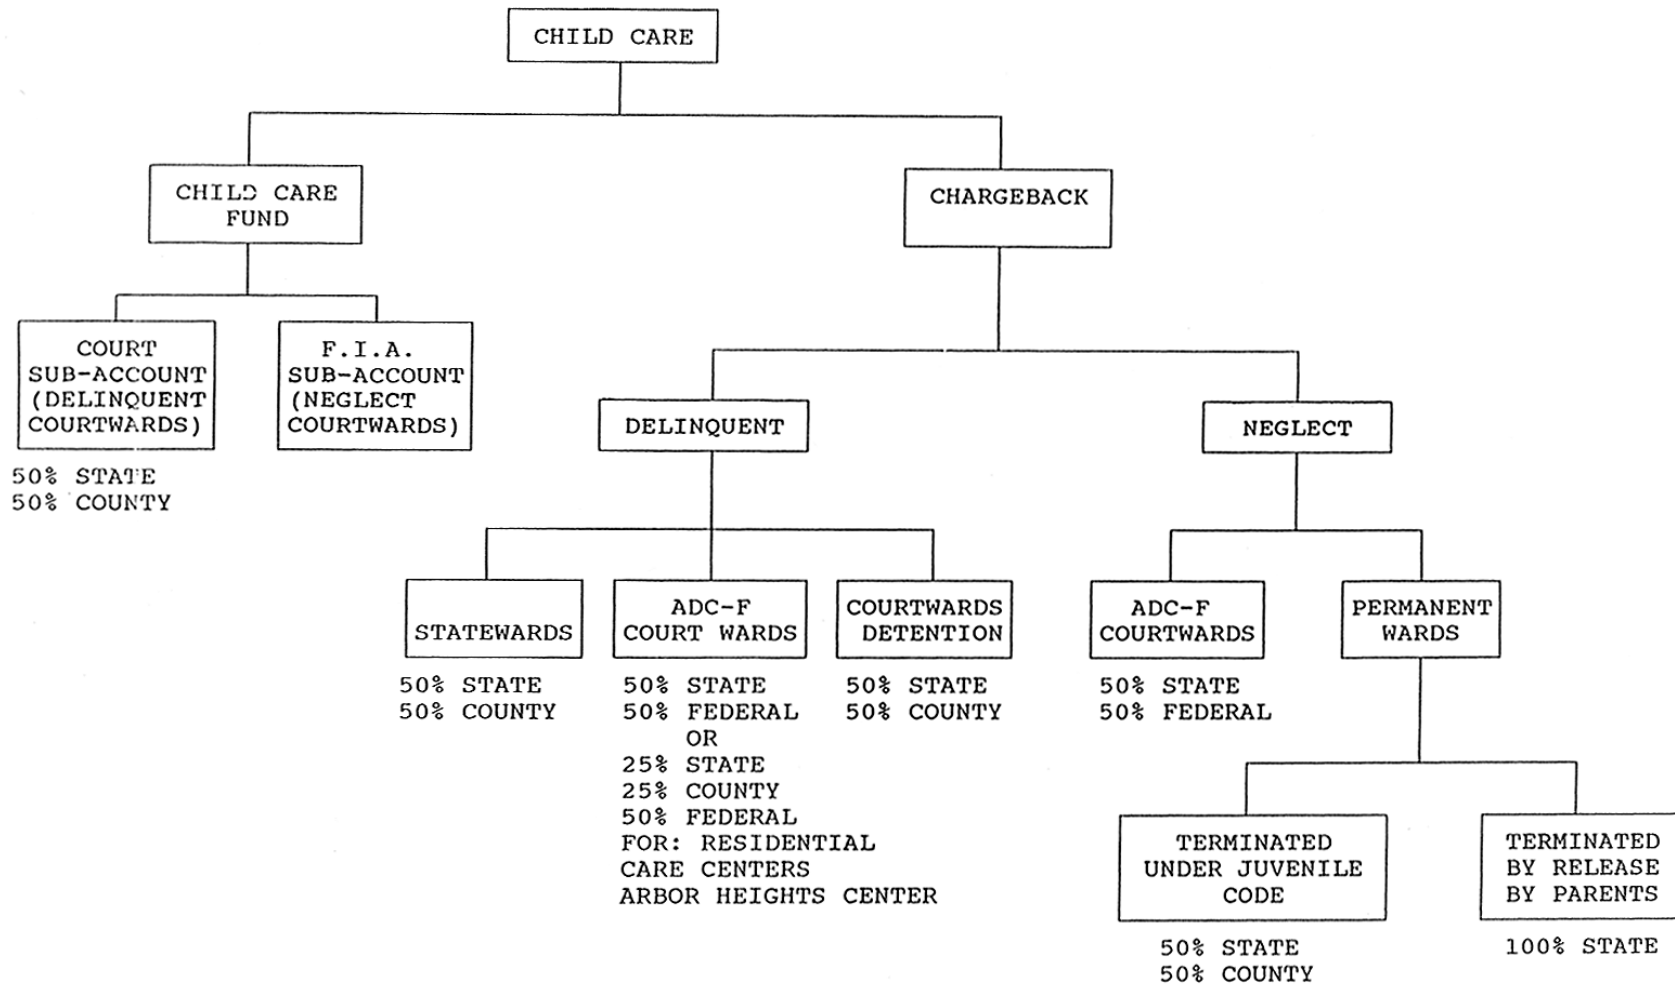 CHILD CARE
CHILD CARE
FUND
CHARGEBACK
COURT
SUB-ACCOUNT
(DELINQUENT
COURTWARDS)
F.I.A.
SUB-ACCOUNT
(NEGLECT
COURTWARDS)
50% STATE
50% COUNTY
DELINQUENT
NEGLECT
STATEWARDS
ADC-F
COURT WARDS
COURTWARDS
DETENTION
ADC-F
COURTWARDS
PERMANENT
WARDS
50% STATE
50% COUNTY
50% STATE
50% FEDERAL
OR
25% STATE
25% COUNTY
50% FEDERAL
FOR: RESIDENTIAL
CARE CENTERS
ARBOR HEIGHTS CENTER
50% STATE
50% COUNTY
50% STATE
50% FEDERAL
TERMINATED
UNDER JUVENILE
CODE
TERMINATED
BY RELEASE
BY PARENTS
50% STATE
50% COUNTY
100% STATE